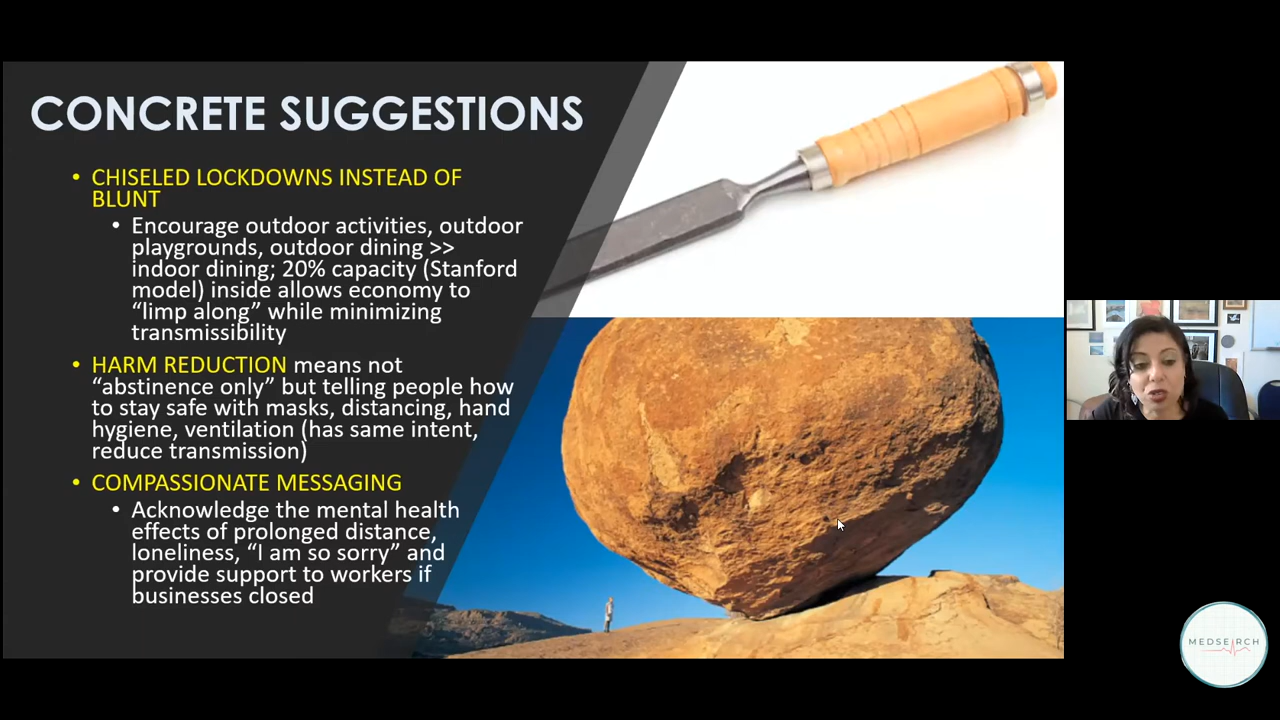 CONCRETE SUGGESTIONS
• CHISELED LOCKDOWNS INSTEAD OF
BLUNT
• Encourage outdoor activities, outdoor
playgrounds, outdoor dining >>
indoor dining; 20% capacity (Stanford
model) inside allows economy to
“limp along” while minimizing
transmissibility
• HARM REDUCTION means not
“abstinence only” but telling people how
to stay safe with masks, distancing, hand
hygiene, ventilation (has same intent,
reduce transmission)
• COMPASSIONATE MESSAGING
• Acknowledge the mental health
effects of prolonged distance,
loneliness, “I am so sorry” and
provide support to workers if
businesses closed
MEDSE RCH